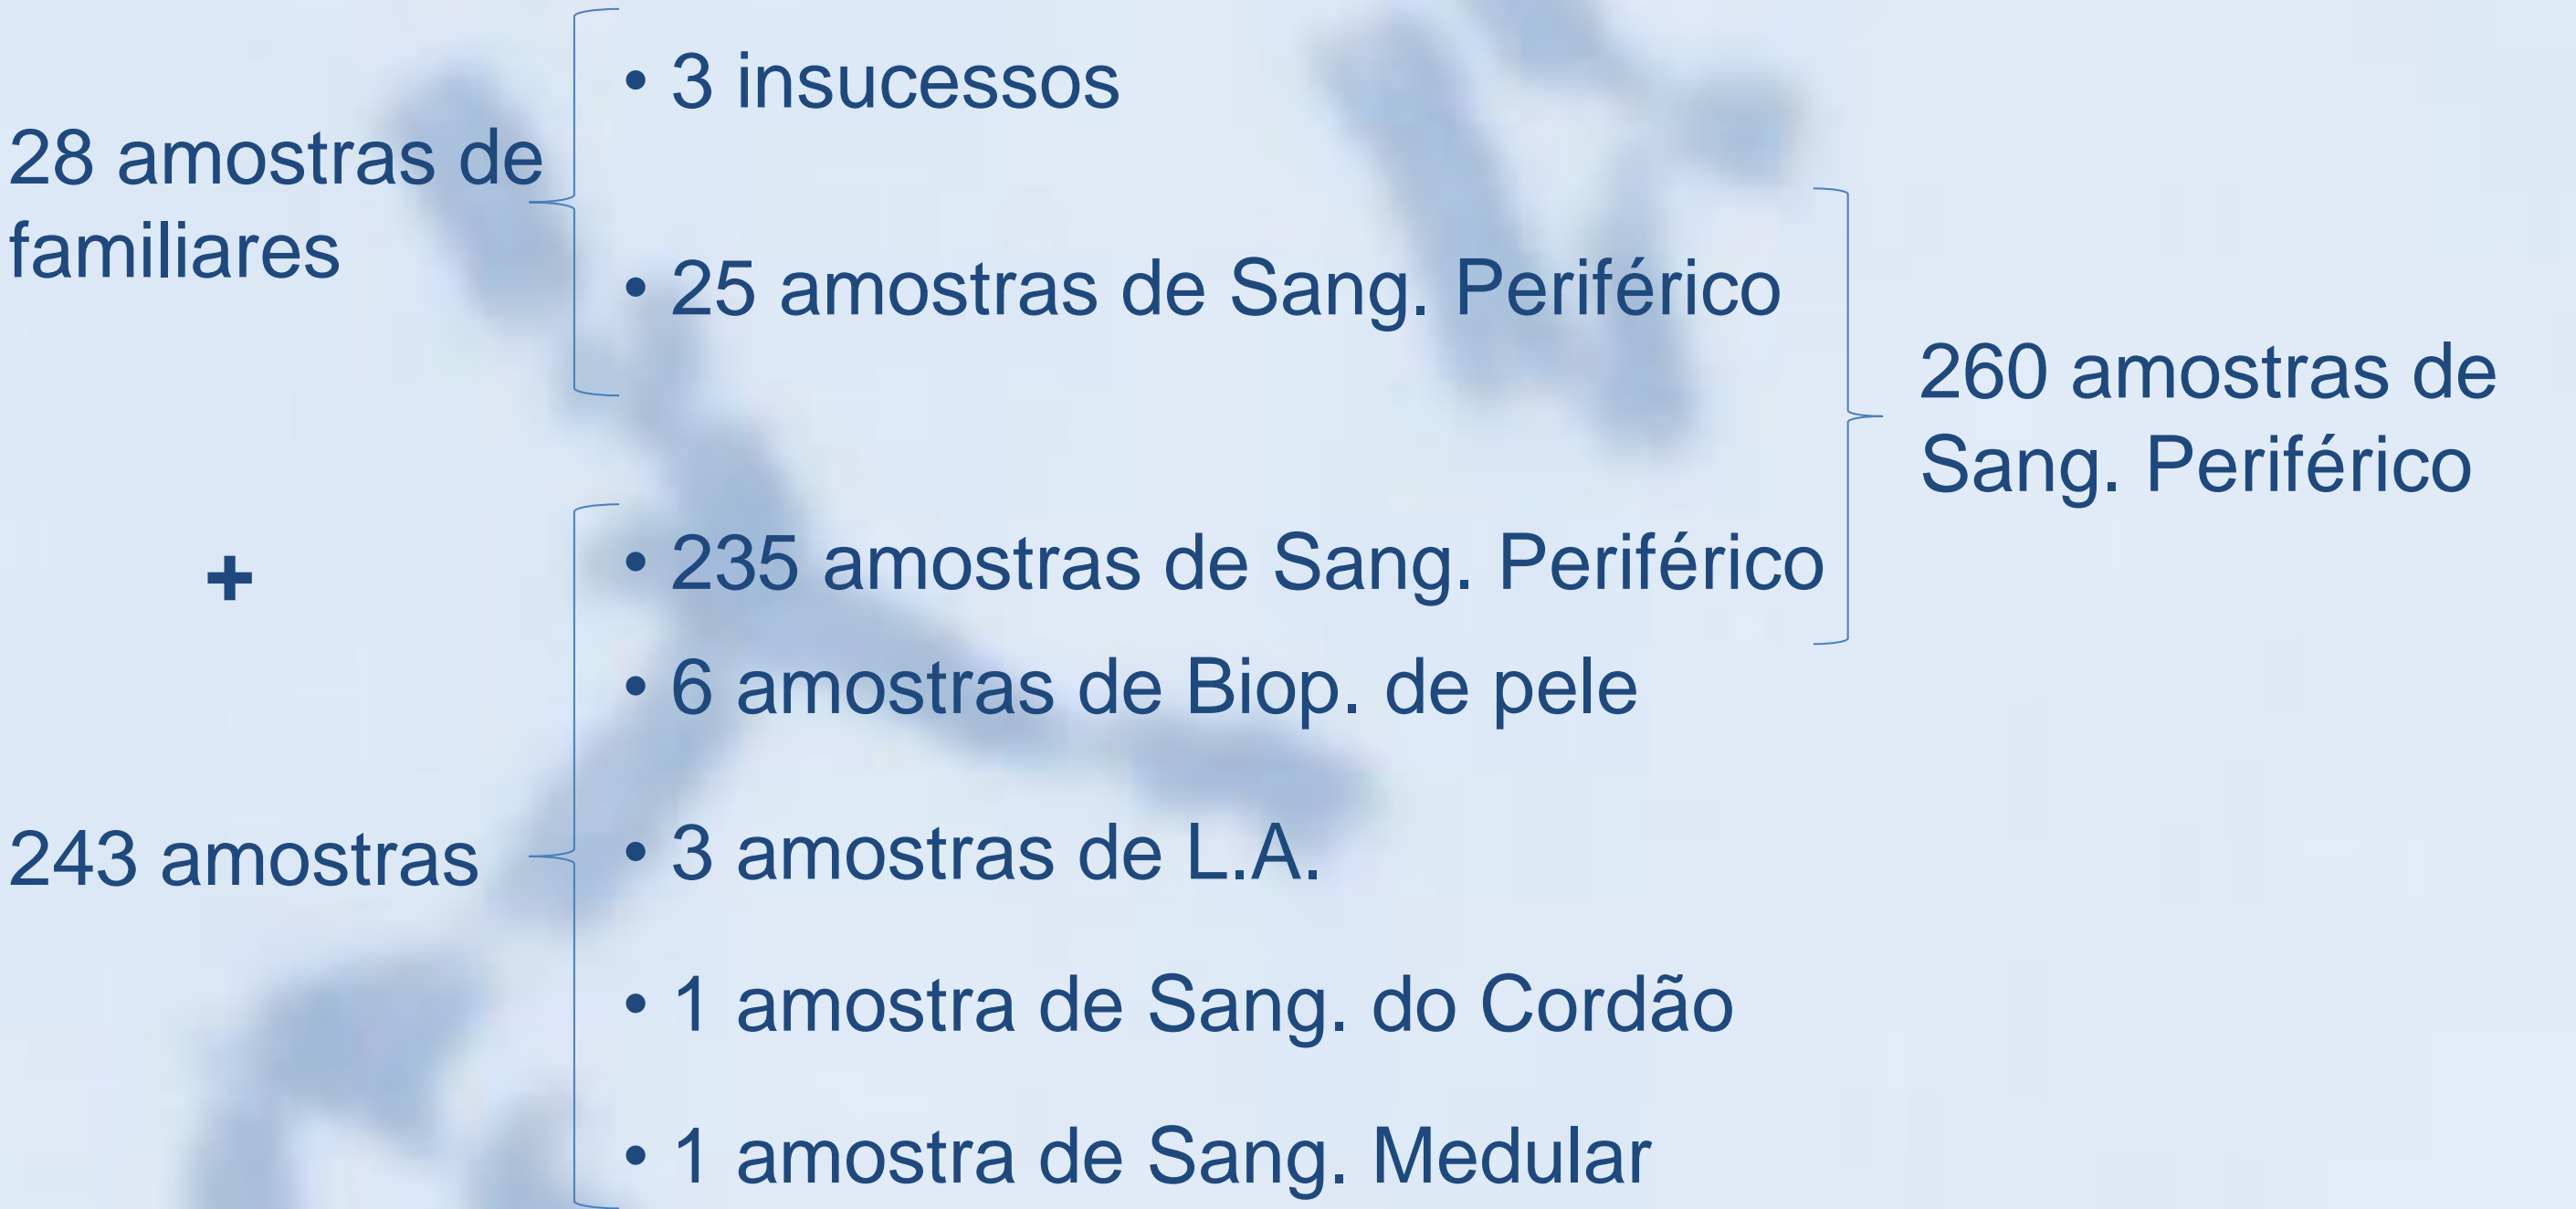 28 amostras de
familiares
• 3 insucessos
• 25 amostras de Sang. Periférico
+
243 amostras
• 235 amostras de Sang. Periférico
• 6 amostras de Biop. de pele
• 3 amostras de L.A.
• 1 amostra de Sang. do Cordão
• 1 amostra de Sang. Medular
260 amostras de
Sang. Periférico